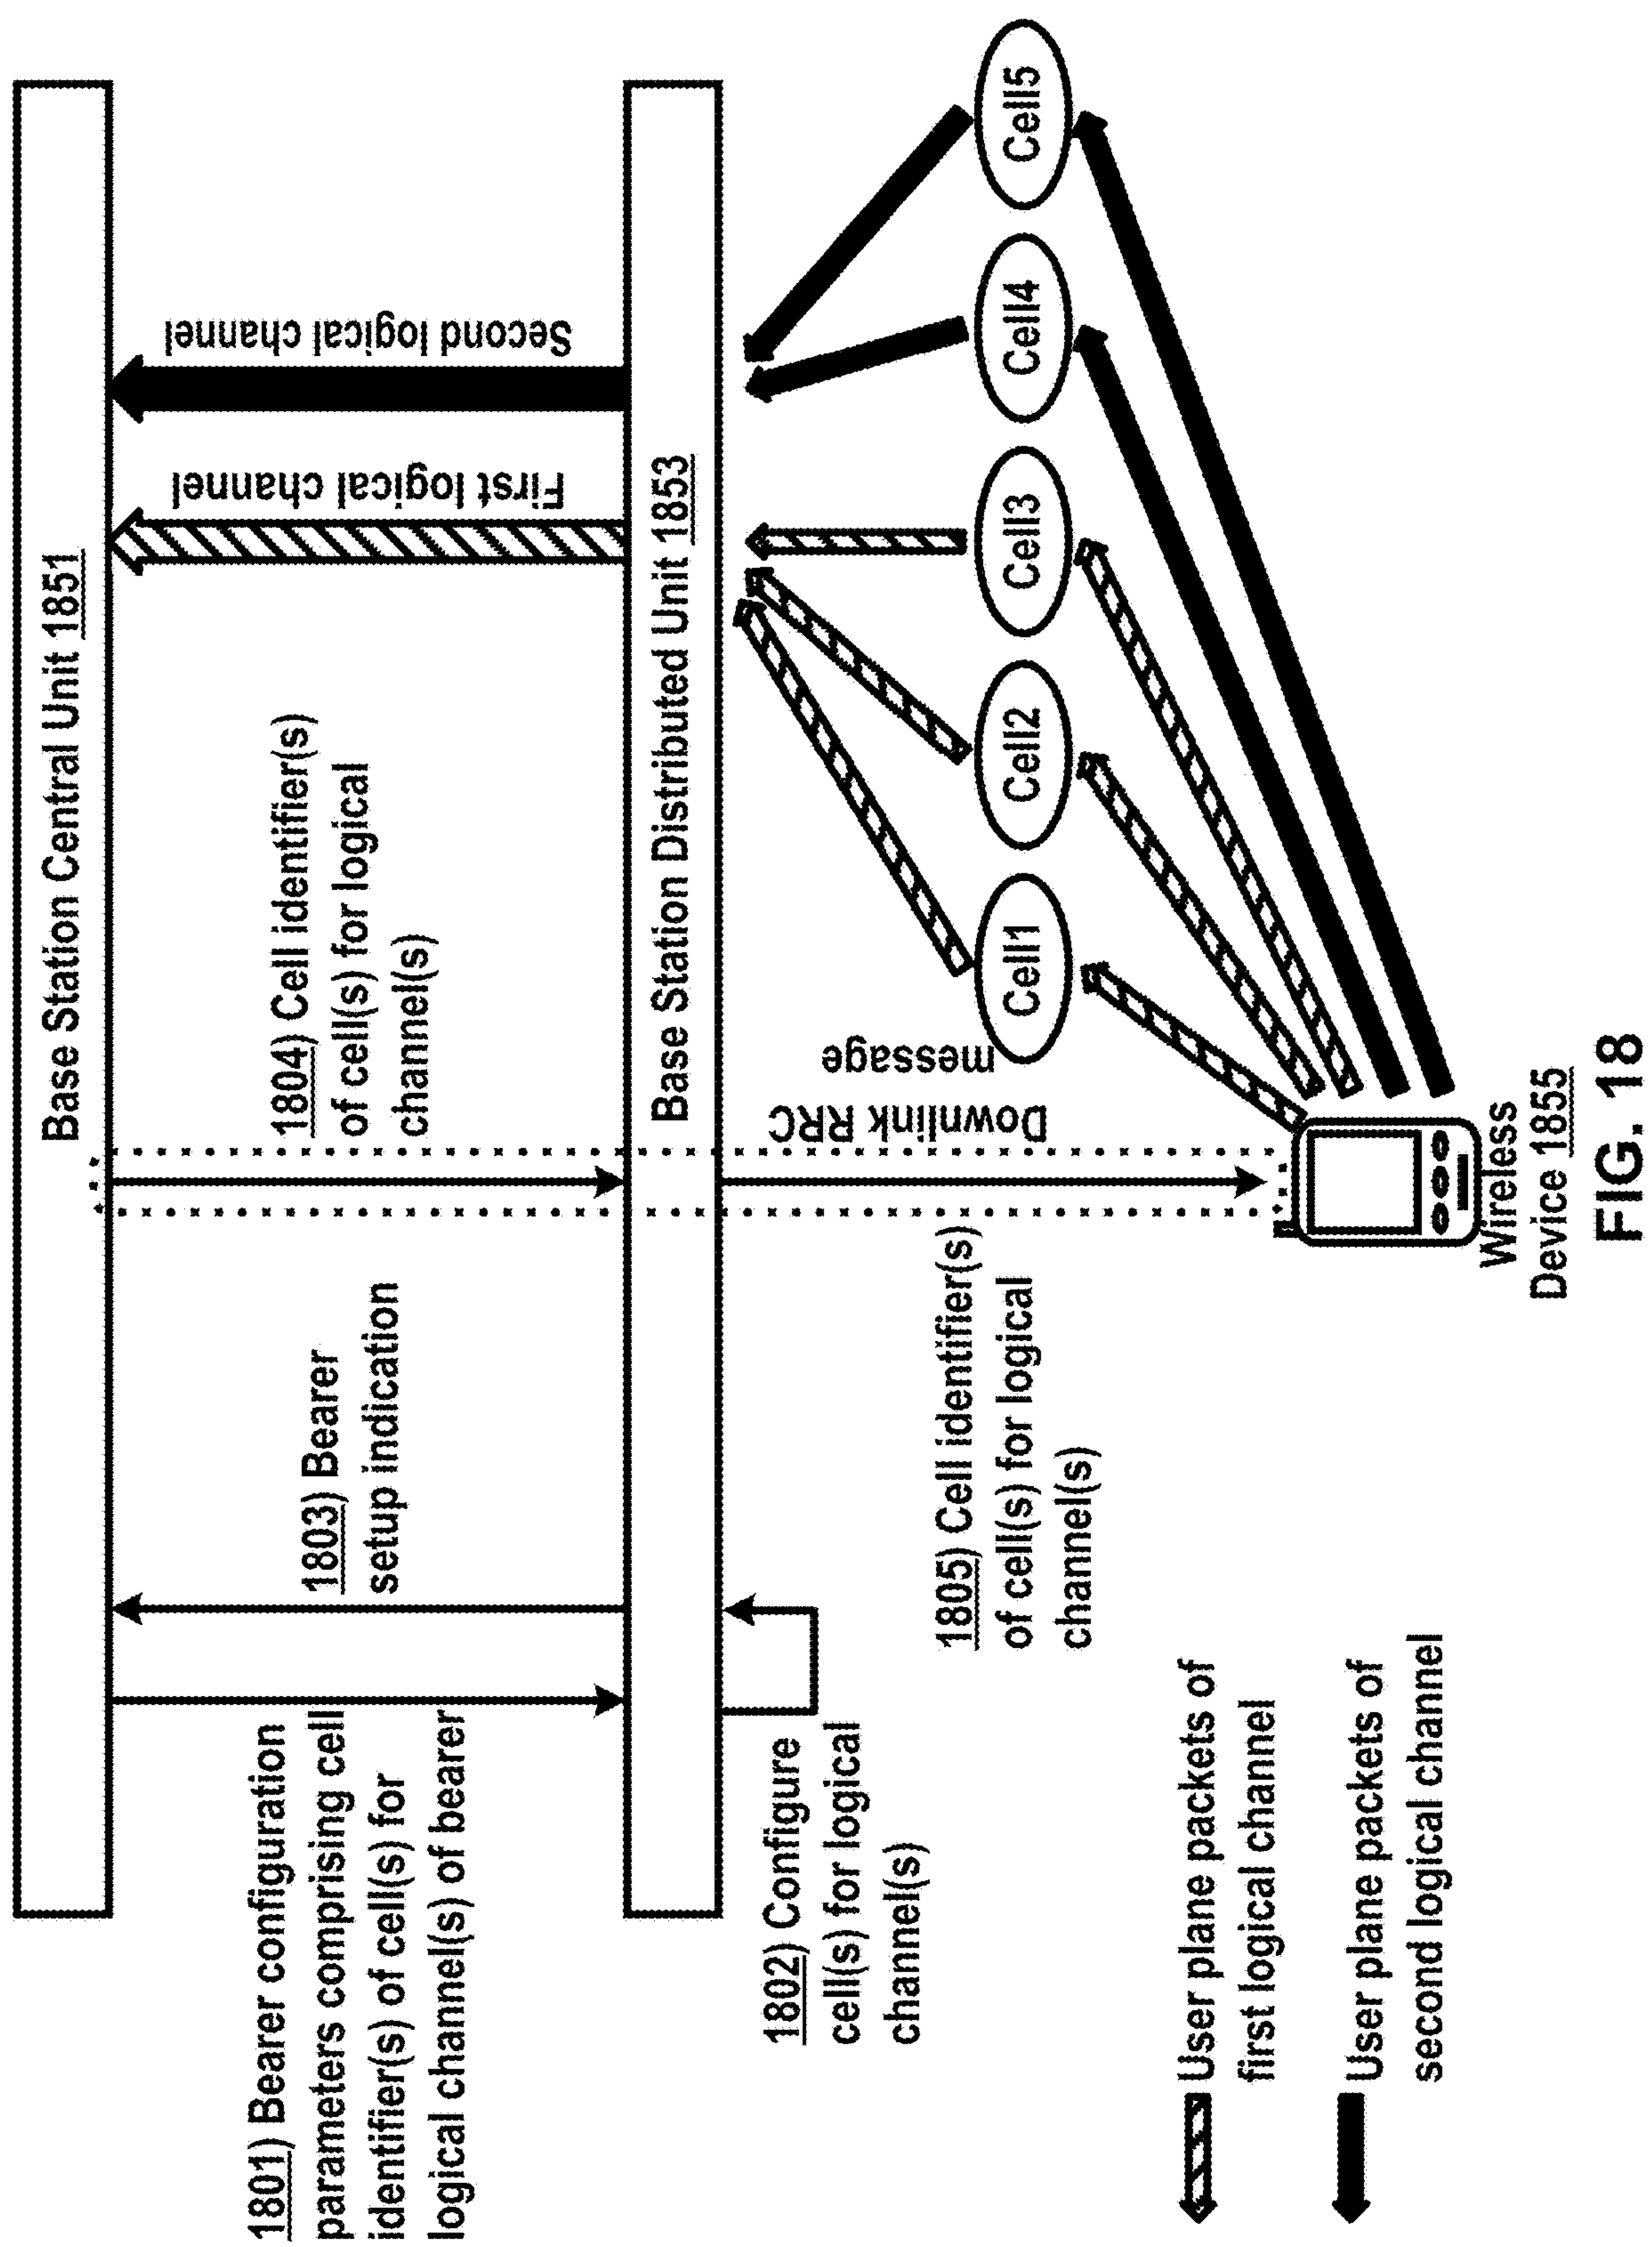 Base Station Central Unit 1851
1801) Bearer configuration
parameters comprising cell
identifier(s) of cell(s) for
logical channel(s) of bearer
1803) Bearer
setup indication
1804) Cell identifier(s)
of cell(s) for logical
channel(s)
First logical channel
Second logical channel
Base Station Distributed Unit 1853
1802) Configure
cell(s) for logical
channel(s)
1805) Cell identifier(s)
of cell(s) for logical
channel(s)
Downlink RRC
message
Cell1
Cell2
Cell3
Cell4
Cell5
User plane packets of
first logical channel
User plane packets of
second logical channel
Wireless
Device 1855
FIG. 18